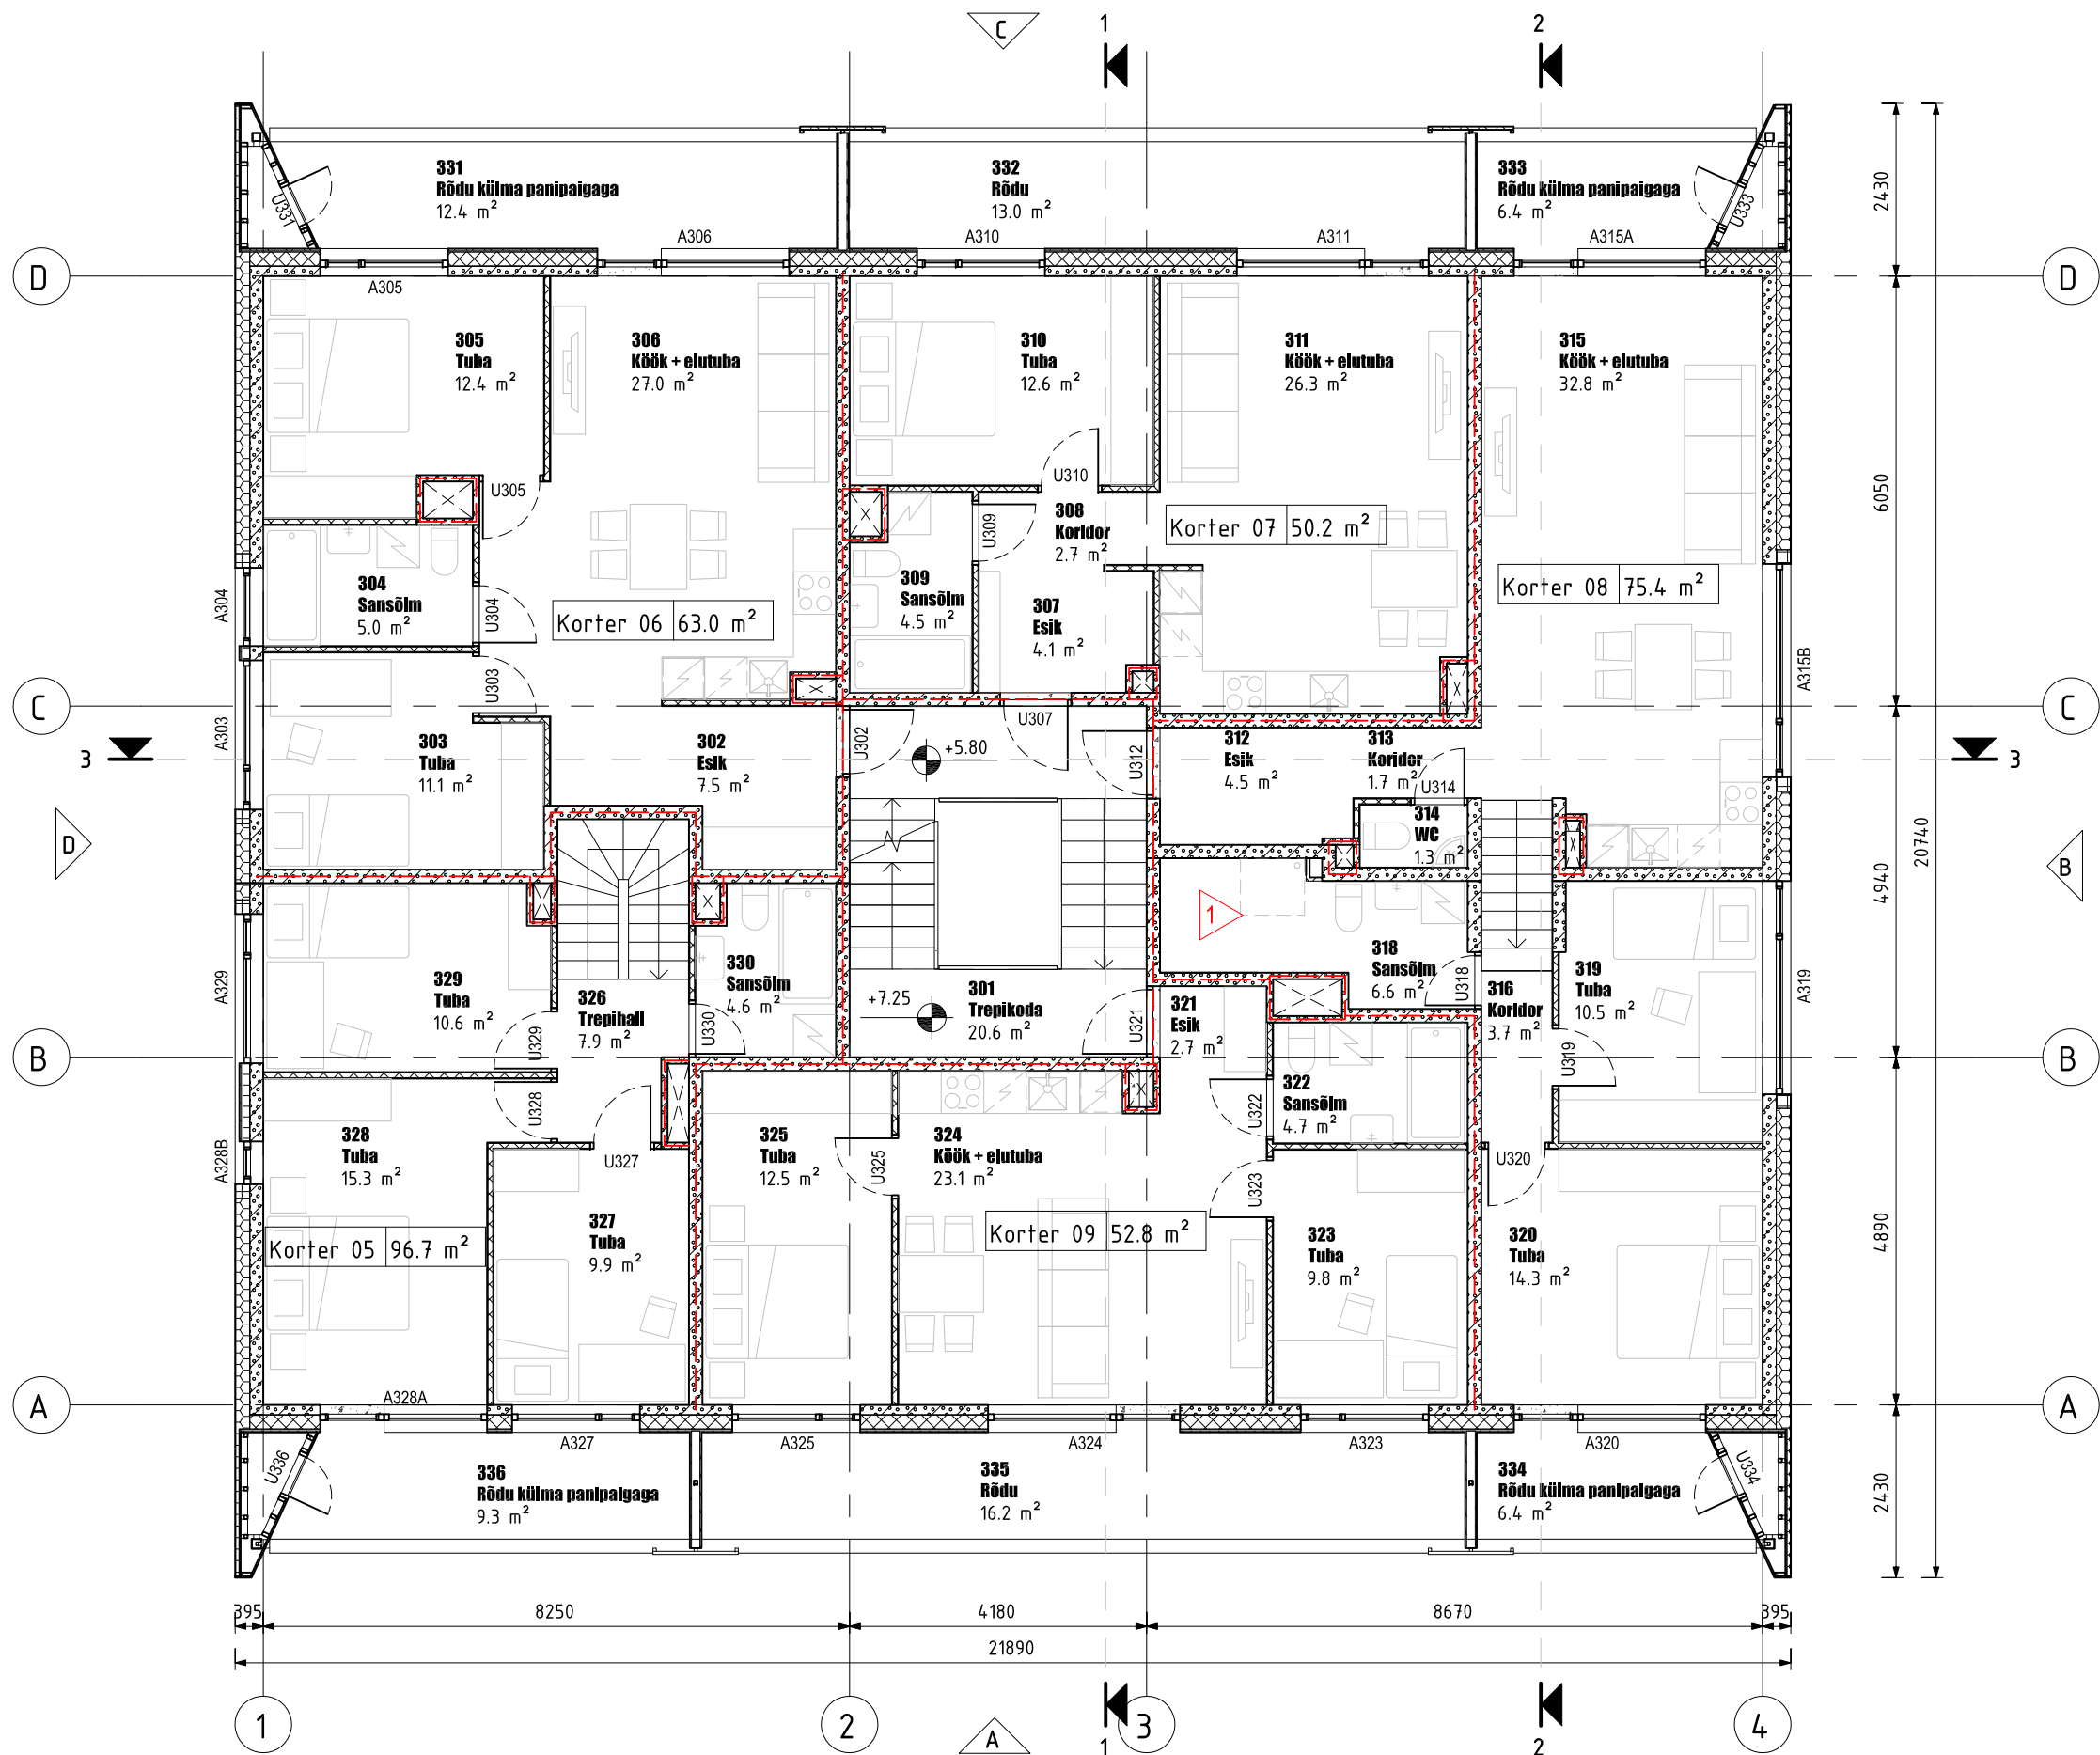 C
1
2
331
Rõdu külma panipaigaga
12.4 m²
332
Rõdu
13.0 m²
333
Rõdu külma panipaigaga
6.4 m²
U331
U333
2430
A306
A310
A311
A315A
D
D
A305
305
Tuba
12.4 m²
306
Köök + elutuba
27.0 m²
310
Tuba
12.6 m²
311
Köök + elutuba
26.3 m²
315
Köök + elutuba
32.8 m²
U305
U310
6050
308
Koridor
2.7 m²
U309
Korter 07 50.2 m²
304
Sansõlm
5.0 m²
A304
U304
Korter 06 63.0 m²
309
Sansõlm
4.5 m²
307
Esik
4.1 m²
Korter 08 75.4 m²
A315B
U303
C
C
A303
303
Tuba
11.1 m²
302
Esik
7.5 m²
U302
U307
+5.80
U312
312
Esik
4.5 m²
313
Koridor
1.7 m²
U314
3
3
314
WC
1.3 m²
D
B
4940
20740
1
A329
329
Tuba
10.6 m²
326
Trepihall
7.9 m²
330
Sansõlm
4.6 m²
+7.25
301
Trepikoda
20.6 m²
321
Esik
2.7 m²
318
Sansõlm
6.6 m²
U318
316
Koridor
3.7 m²
319
Tuba
10.5 m²
A319
U329
U330
U321
U319
B
B
U328
322
Sansõlm
4.7 m²
U322
A328B
328
Tuba
15.3 m²
U327
325
Tuba
12.5 m²
U325
324
Köök + elutuba
23.1 m²
U323
U320
327
Tuba
9.9 m²
Korter 05 96.7 m²
Korter 09 52.8 m²
323
Tuba
9.8 m²
320
Tuba
14.3 m²
4890
A
A
A328A
A327
A325
A324
A323
A320
U336
336
Rõdu külma panipaigaga
9.3 m²
335
Rõdu
16.2 m²
334
Rõdu külma panipaigaga
6.4 m²
U334
2430
395
8250
4180
8670
395
21890
1
2
3
4
A
1
2